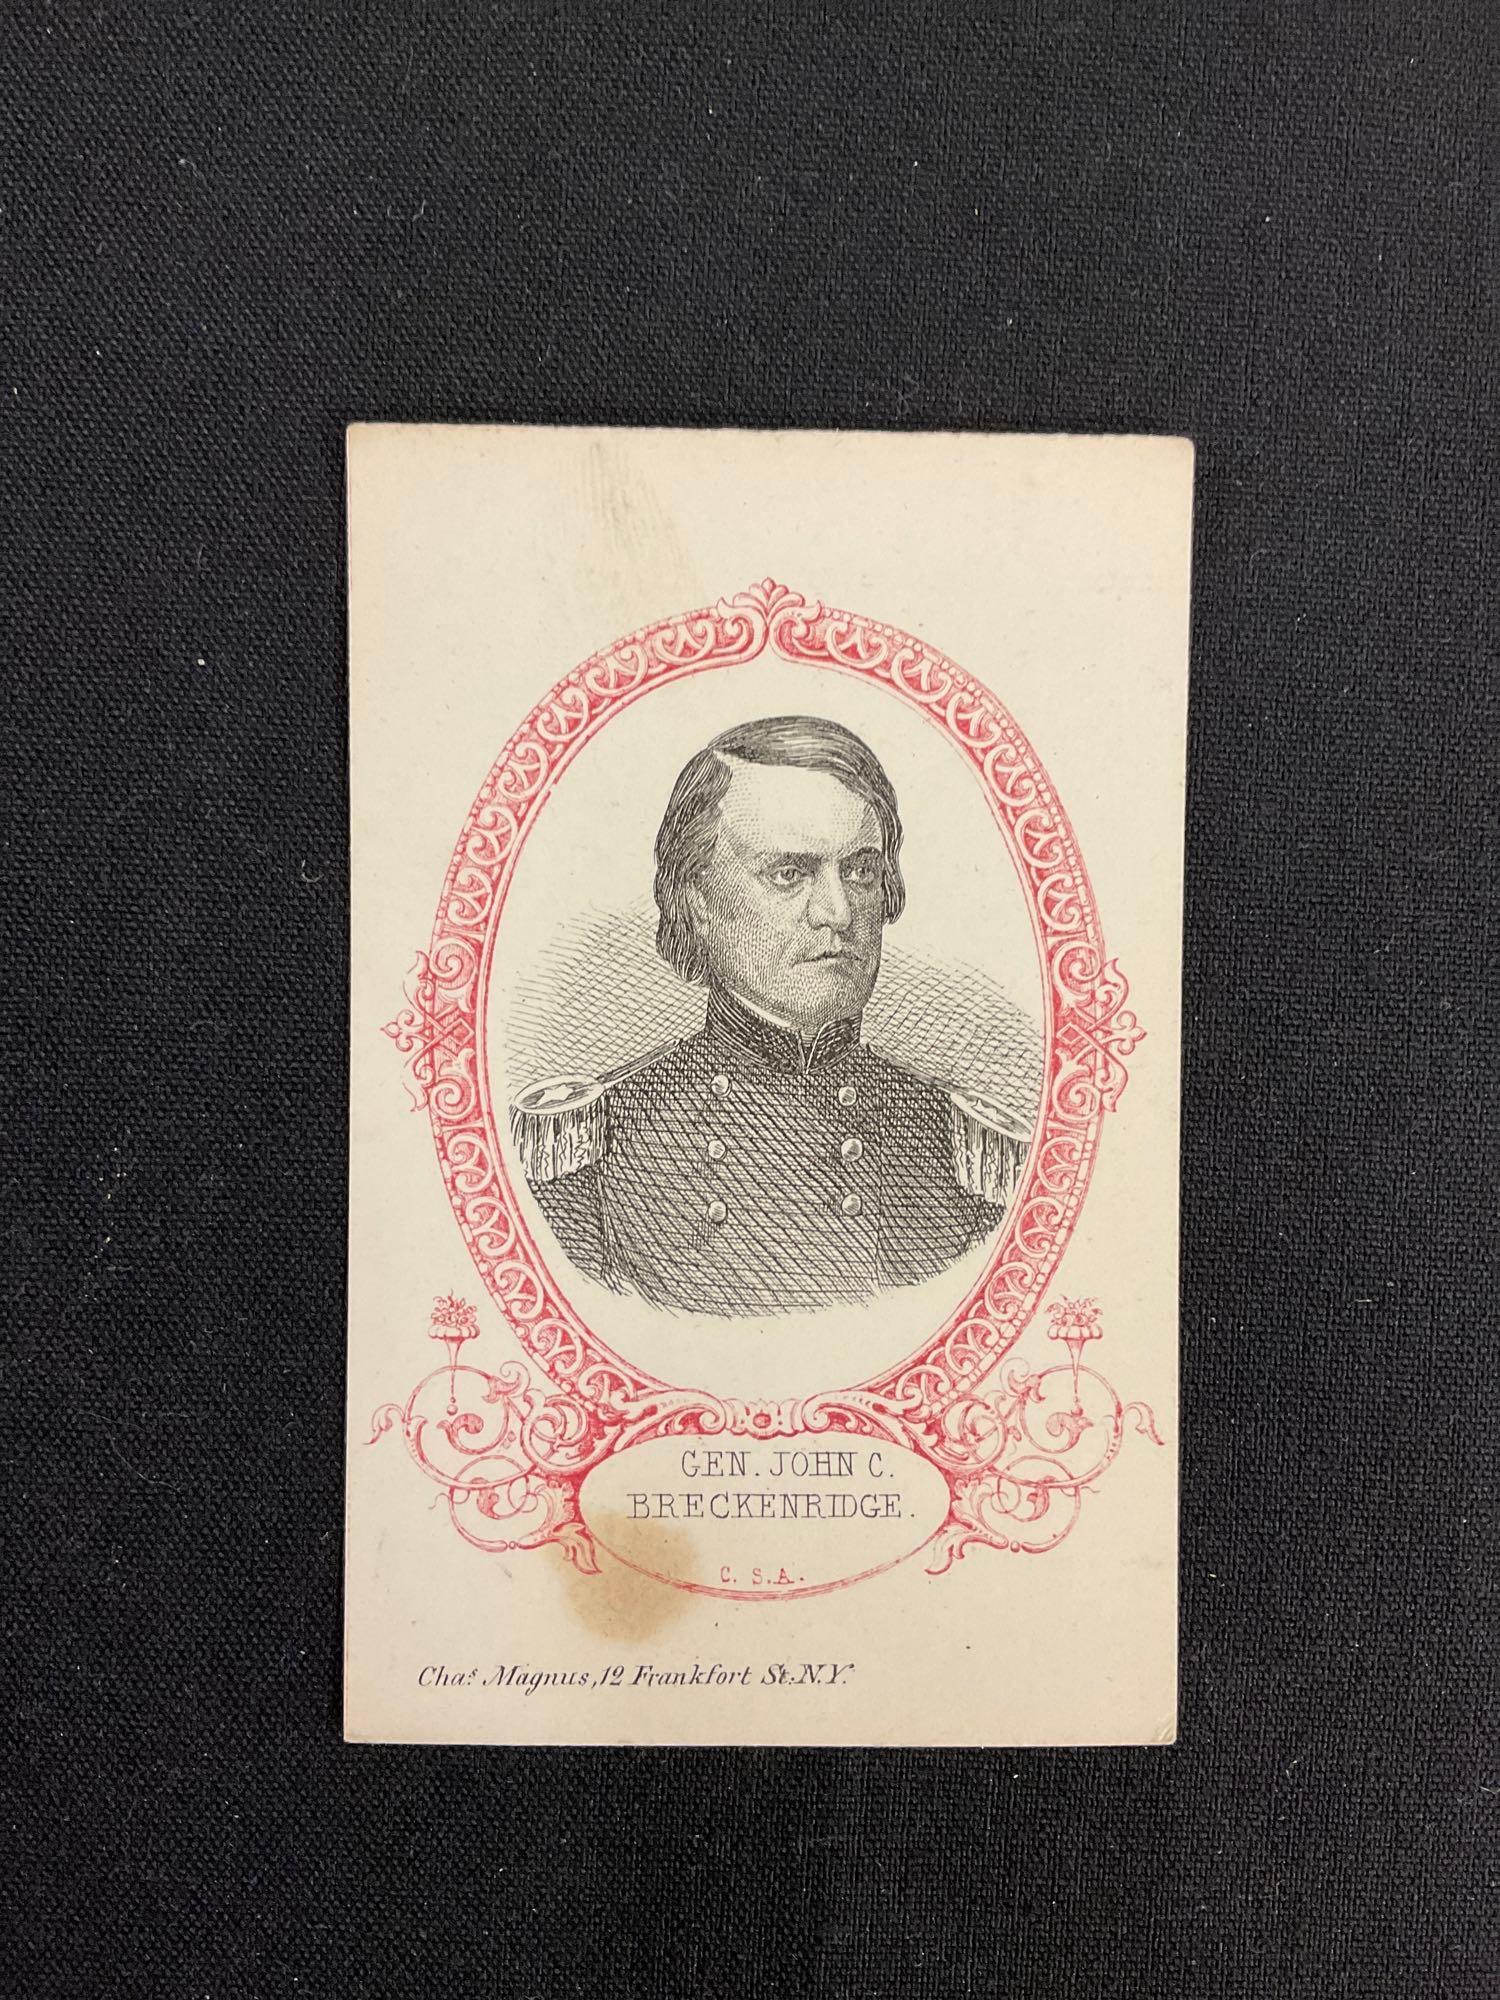 GEN. JOHN C.
BRECKENRIDGE.
C. S. A.
Chas. Magnus, 12 Frankfort St. N.Y.